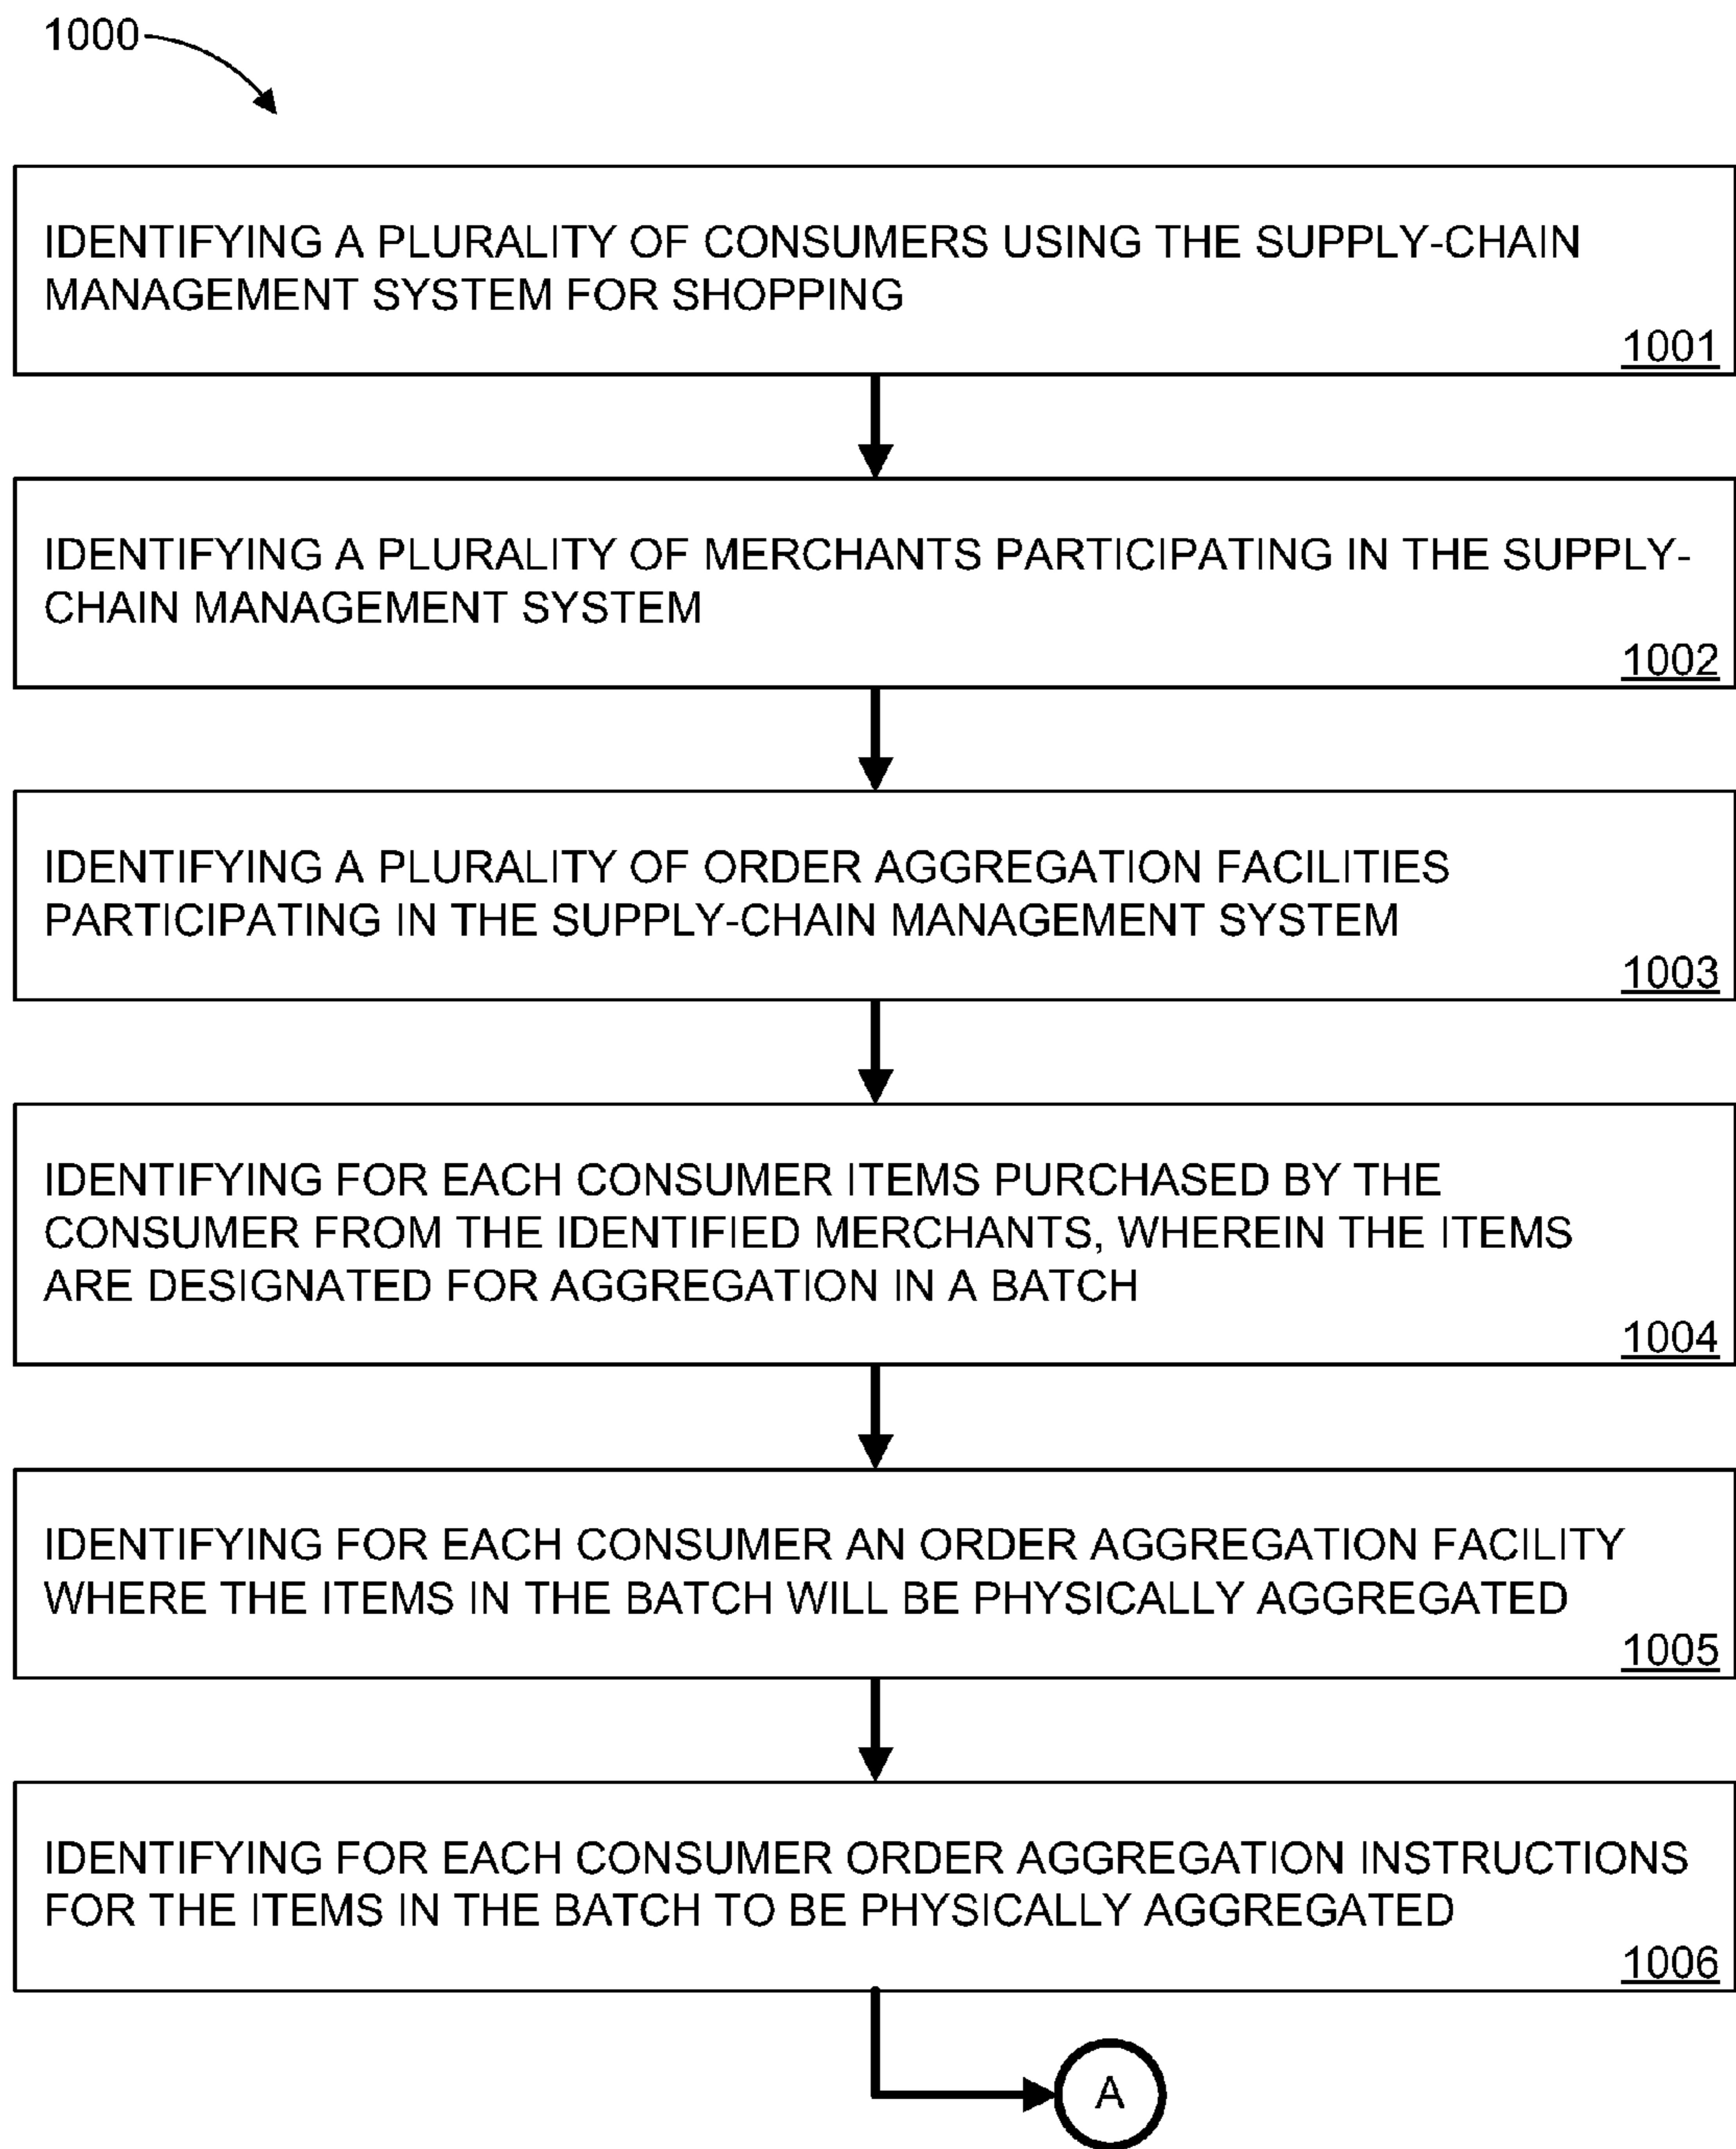 1000
IDENTIFYING A PLURALITY OF CONSUMERS USING THE SUPPLY-CHAIN
MANAGEMENT SYSTEM FOR SHOPPING
1001
IDENTIFYING A PLURALITY OF MERCHANTS PARTICIPATING IN THE SUPPLY-
CHAIN MANAGEMENT SYSTEM
1002
IDENTIFYING A PLURALITY OF ORDER AGGREGATION FACILITIES
PARTICIPATING IN THE SUPPLY-CHAIN MANAGEMENT SYSTEM
1003
IDENTIFYING FOR EACH CONSUMER ITEMS PURCHASED BY THE
CONSUMER FROM THE IDENTIFIED MERCHANTS, WHEREIN THE ITEMS
ARE DESIGNATED FOR AGGREGATION IN A BATCH
1004
IDENTIFYING FOR EACH CONSUMER AN ORDER AGGREGATION FACILITY
WHERE THE ITEMS IN THE BATCH WILL BE PHYSICALLY AGGREGATED
1005
IDENTIFYING FOR EACH CONSUMER ORDER AGGREGATION INSTRUCTIONS
FOR THE ITEMS IN THE BATCH TO BE PHYSICALLY AGGREGATED
1006
A